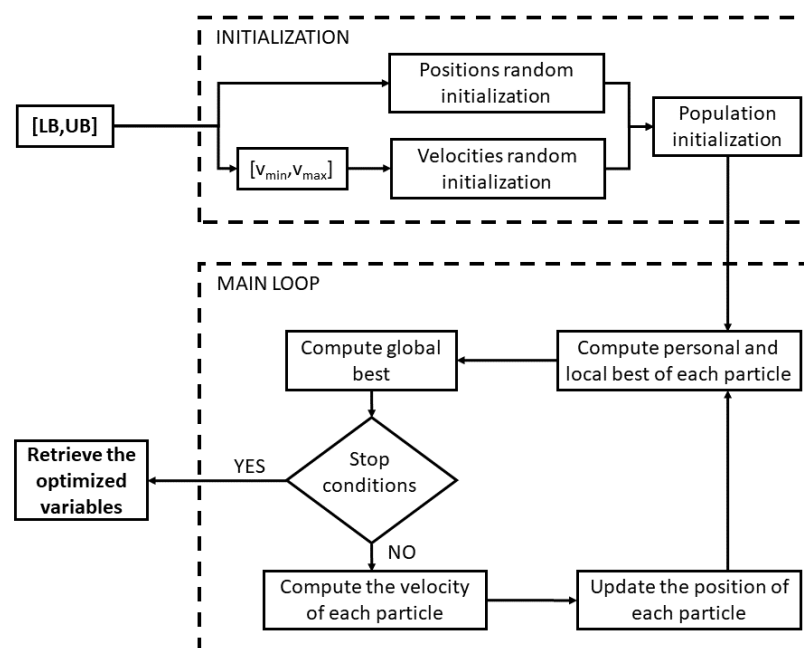 INITIALIZATION
Positions random
initialization
[LB,UB]
Population
initialization
[vmin,vmax]
Velocities random
initialization
MAIN LOOP
Compute global
best
Compute personal and
local best of each particle
Retrieve the
optimized
variables
YES
Stop
conditions
NO
Compute the velocity
of each particle
Update the position of
each particle